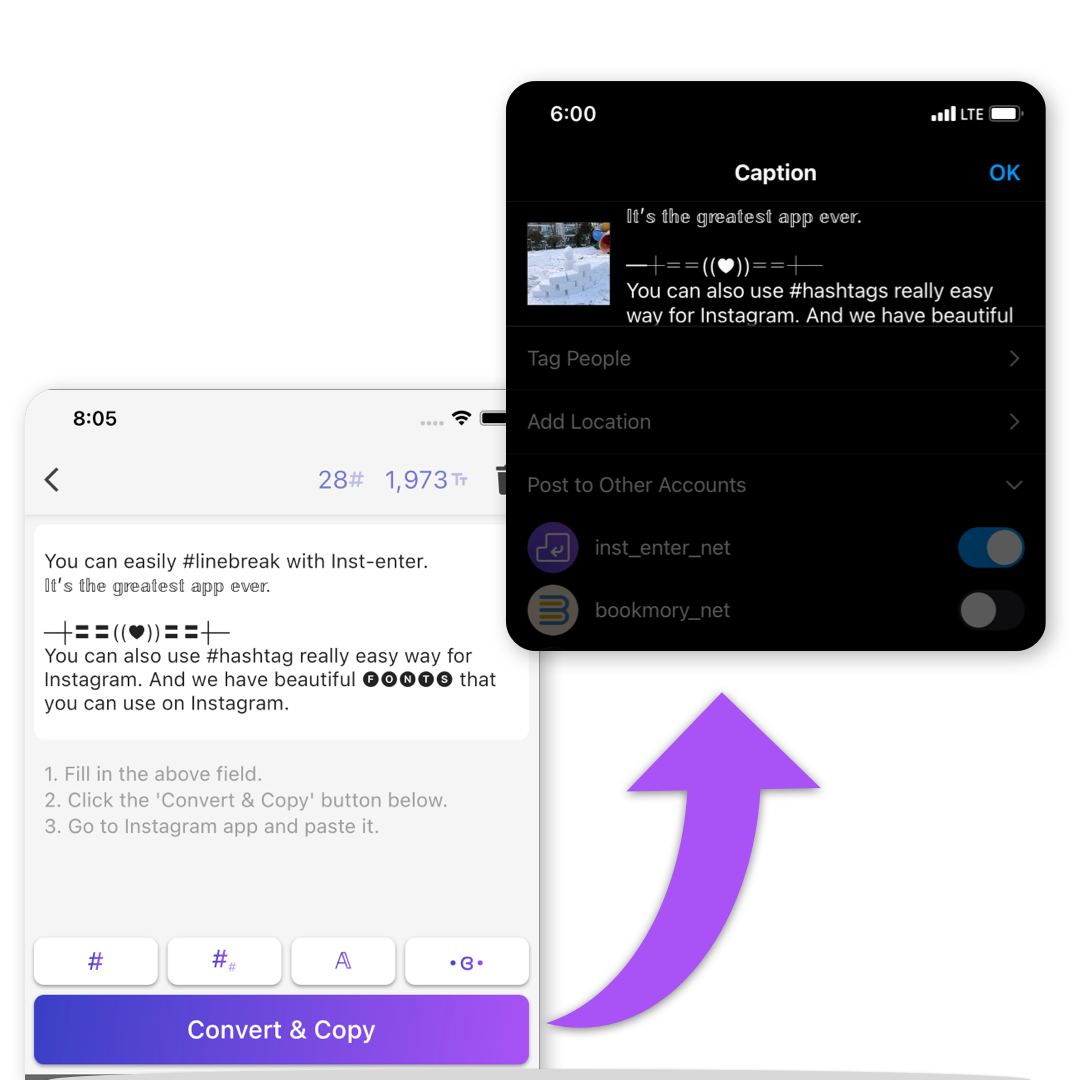 6:00
LTE
Caption
OK
𝕀𝕥'𝕤 𝕥𝕙𝕖 𝕘𝕣𝕖𝕒𝕥𝕖𝕤𝕥 𝕒𝕡𝕡 𝕖𝕧𝕖𝕣.
━┼==((♥))==┼─
You can also use #hashtags really easy
way for Instagram. And we have beautiful
Tag People
Add Location
Post to Other Accounts
inst_enter_net
bookmory_net
8:05
28# 1,973 Tт
You can easily #linebreak with Inst-enter.
𝕀𝕥'𝕤 𝕥𝕙𝕖 𝕘𝕣𝕖𝕒𝕥𝕖𝕤𝕥 𝕒𝕡𝕡 𝕖𝕧𝕖𝕣.
─┼〓〓((♥))〓〓┼─
You can also use #hashtag really easy way for
Instagram. And we have beautiful 🅕🅞🅝🅣🅢 that
you can use on Instagram.
1. Fill in the above field.
2. Click the 'Convert & Copy' button below.
3. Go to Instagram app and paste it.
# ## 𝔸 •ɞ•
Convert & Copy